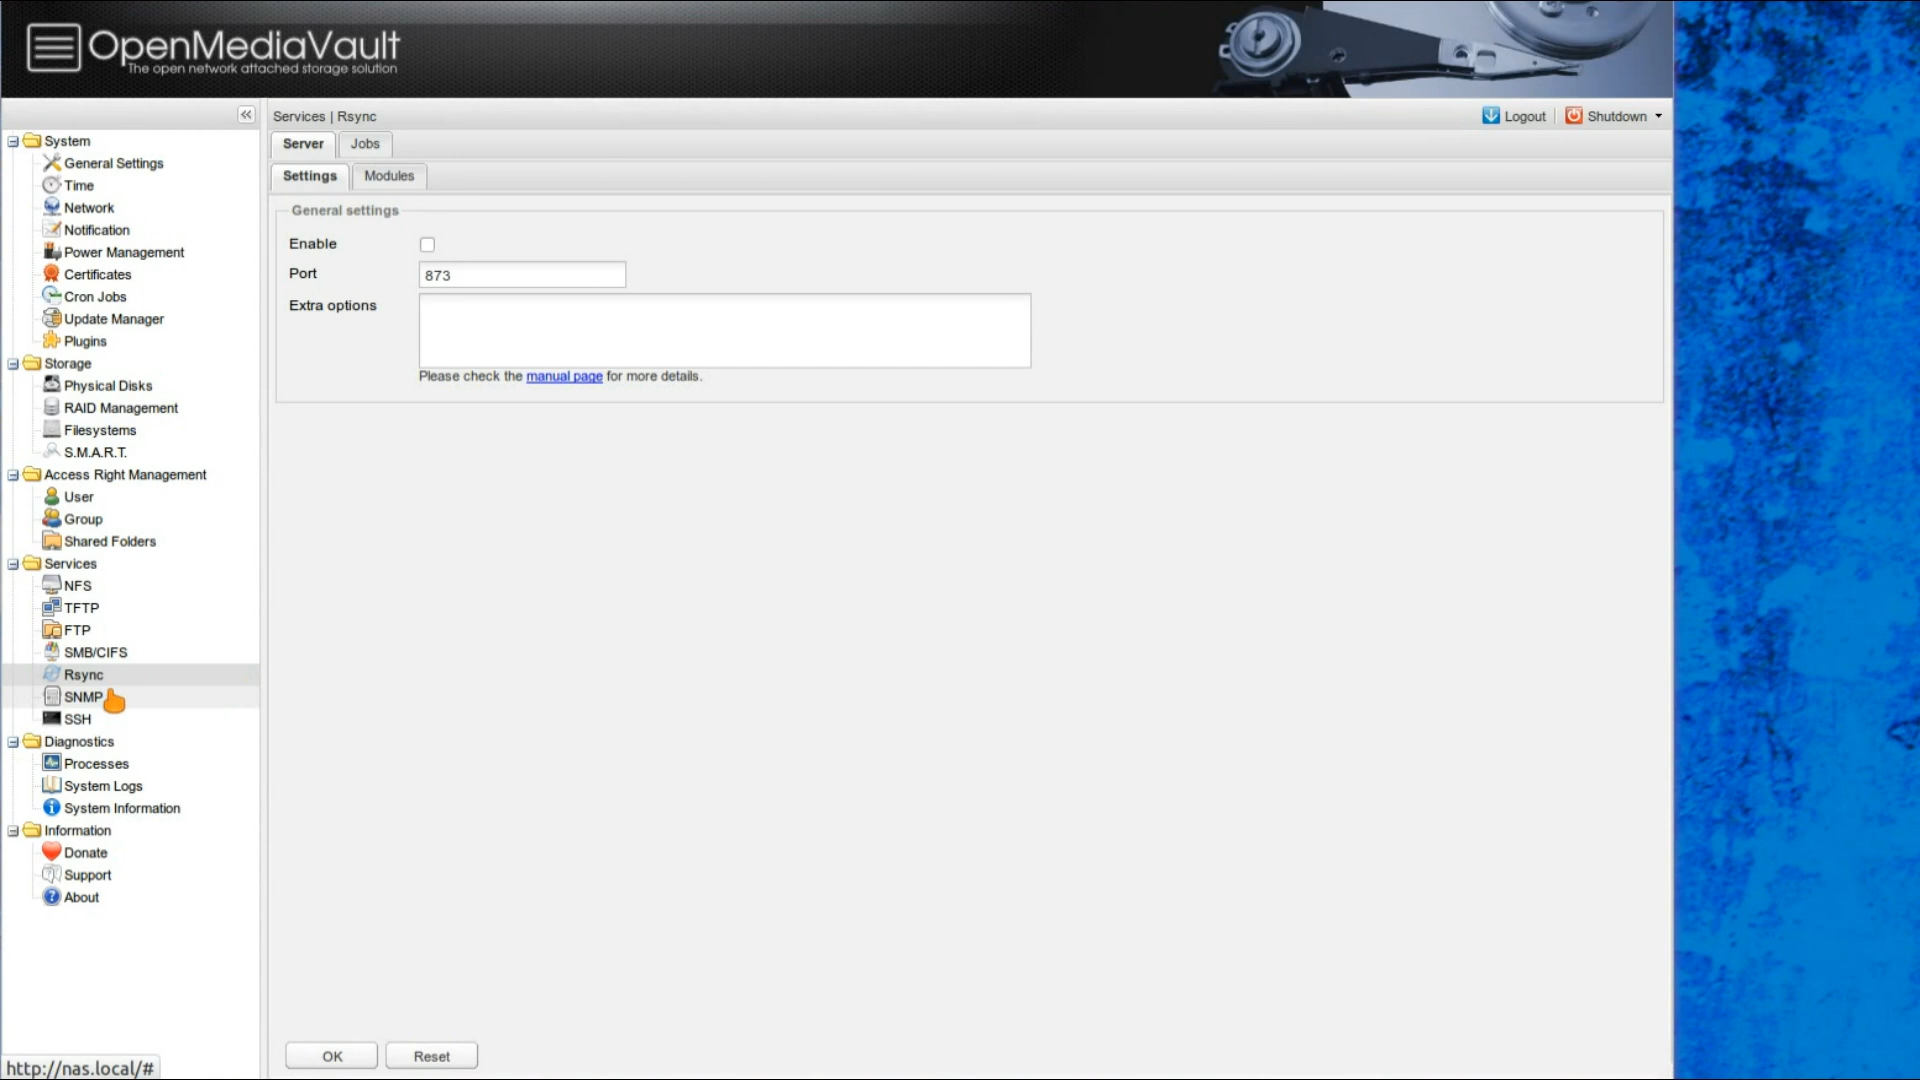 OpenMediaVault
The open network attached storage solution
Services | Rsync
Logout
Shutdown
Server
Jobs
Settings
Modules
System
General Settings
Time
Network
Notification
Power Management
Certificates
Cron Jobs
Update Manager
Plugins
Storage
Physical Disks
RAID Management
Filesystems
S.M.A.R.T.
Access Right Management
User
Group
Shared Folders
Services
NFS
TFTP
FTP
SMB/CIFS
Rsync
SNMP
SSH
Diagnostics
Processes
System Logs
System Information
Information
Donate
Support
About
General settings
Enable
Port
873
Extra options
Please check the manual page for more details.
OK
Reset
http://nas.local/#